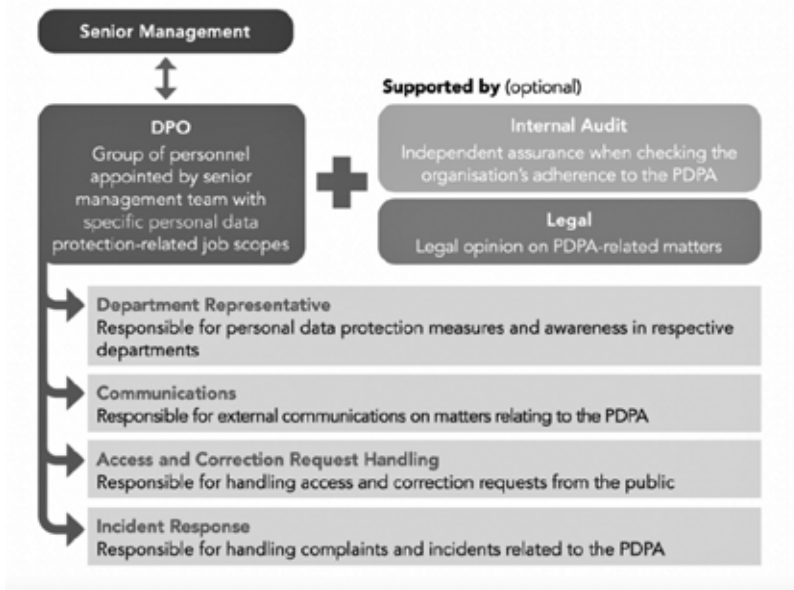 Senior Management
DPO
Group of personnel
appointed by senior
management team with
specific personal data
protection-related job scopes
Supported by (optional)
Internal Audit
Independent assurance when checking the
organisation's adherence to the PDPA
Legal
Legal opinion on PDPA-related matters
Department Representative
Responsible for personal data protection measures and awareness in respective
departments
Communications
Responsible for external communications on matters relating to the PDPA
Access and Correction Request Handling
Responsible for handling access and correction requests from the public
Incident Response
Responsible for handling complaints and incidents related to the PDPA